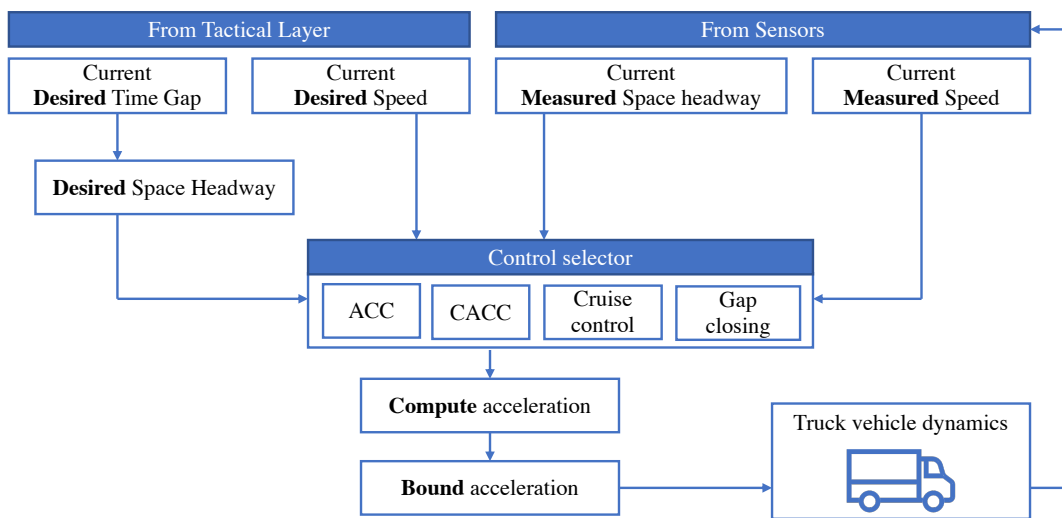 From Tactical Layer
From Sensors
Current
Desired Time Gap
Current
Desired Speed
Current
Measured Space headway
Current
Measured Speed
Desired Space Headway
Control selector
ACC
CACC
Cruise
control
Gap
closing
Compute acceleration
Truck vehicle dynamics
Bound acceleration